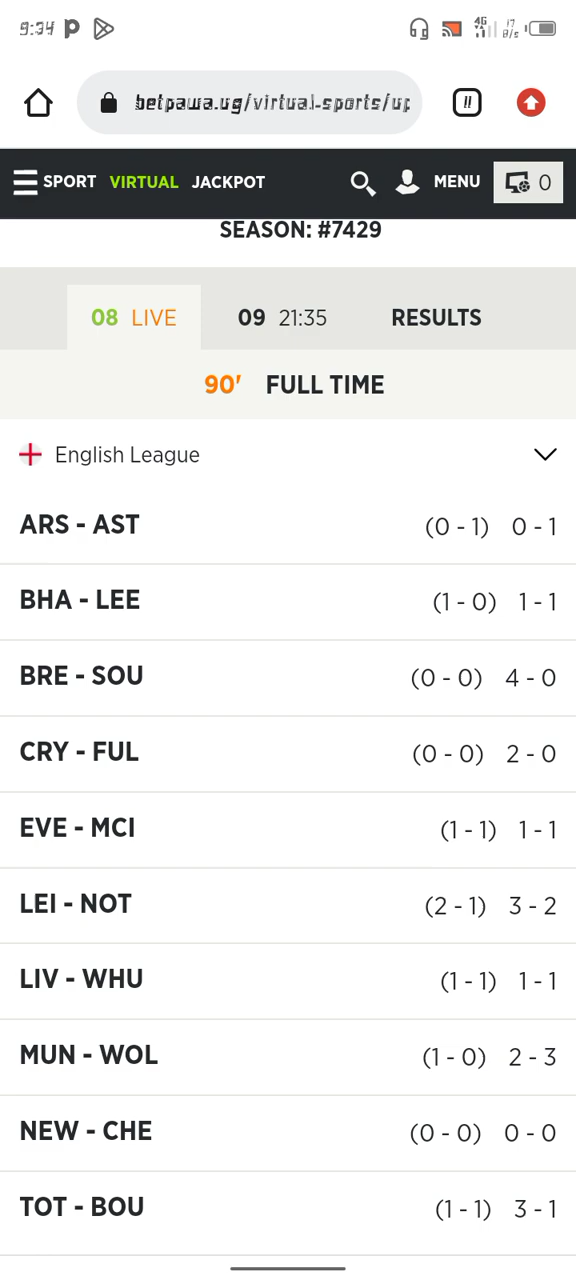 9:34
4G
17 B/s
betpawa.ug/virtual-sports/up
11
SPORT VIRTUAL JACKPOT MENU 0
SEASON: #7429
08 LIVE 09 21:35 RESULTS
90' FULL TIME
English League
ARS - AST (0 - 1) 0 - 1
BHA - LEE (1 - 0) 1 - 1
BRE - SOU (0 - 0) 4 - 0
CRY - FUL (0 - 0) 2 - 0
EVE - MCI (1 - 1) 1 - 1
LEI - NOT (2 - 1) 3 - 2
LIV - WHU (1 - 1) 1 - 1
MUN - WOL (1 - 0) 2 - 3
NEW - CHE (0 - 0) 0 - 0
TOT - BOU (1 - 1) 3 - 1